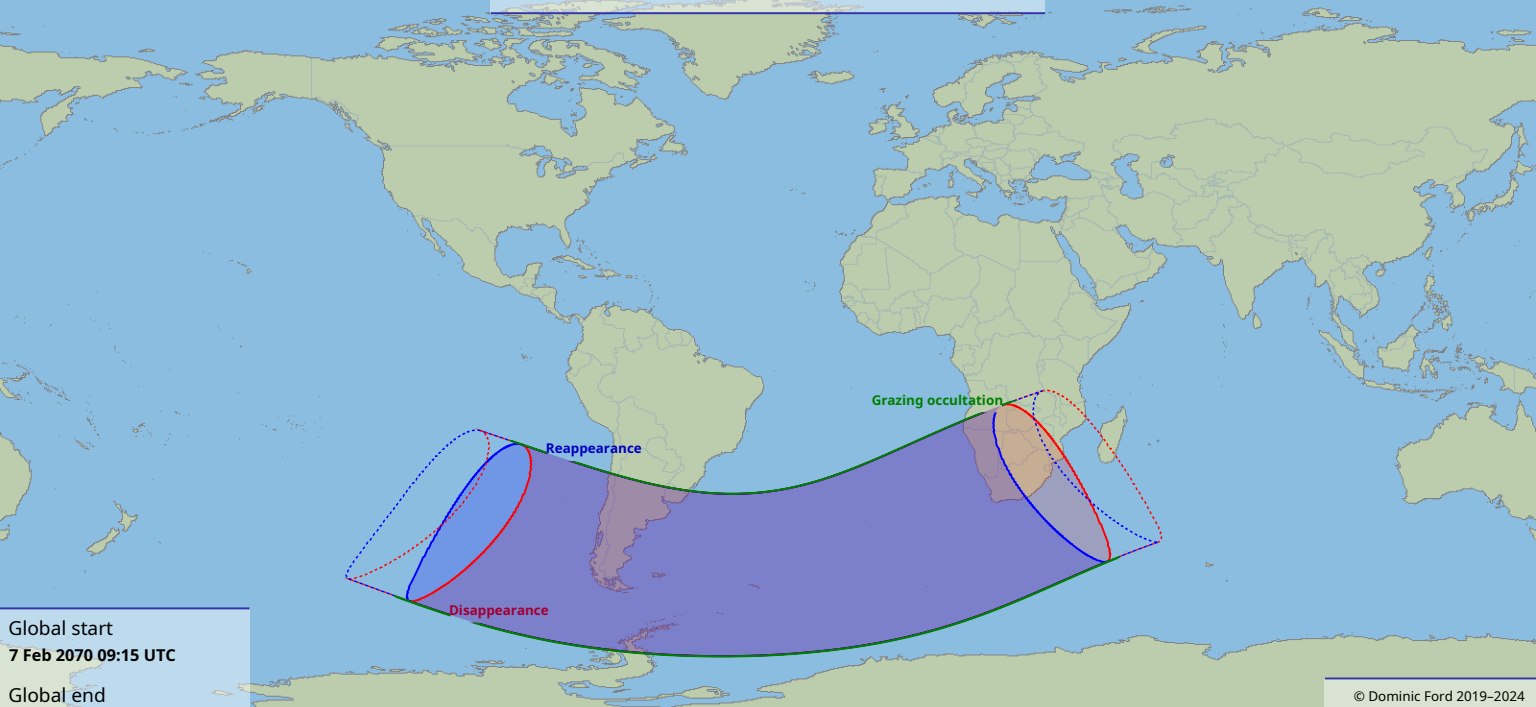 Grazing occultation
Reappearance
Disappearance
Global start
7 Feb 2070 09:15 UTC
Global end
© Dominic Ford 2019–2024